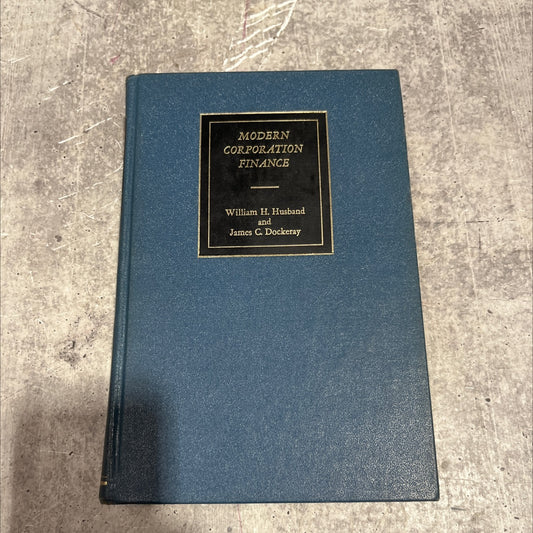 MODERN
CORPORATION
FINANCE
William H. Husband
and
James C. Dockeray